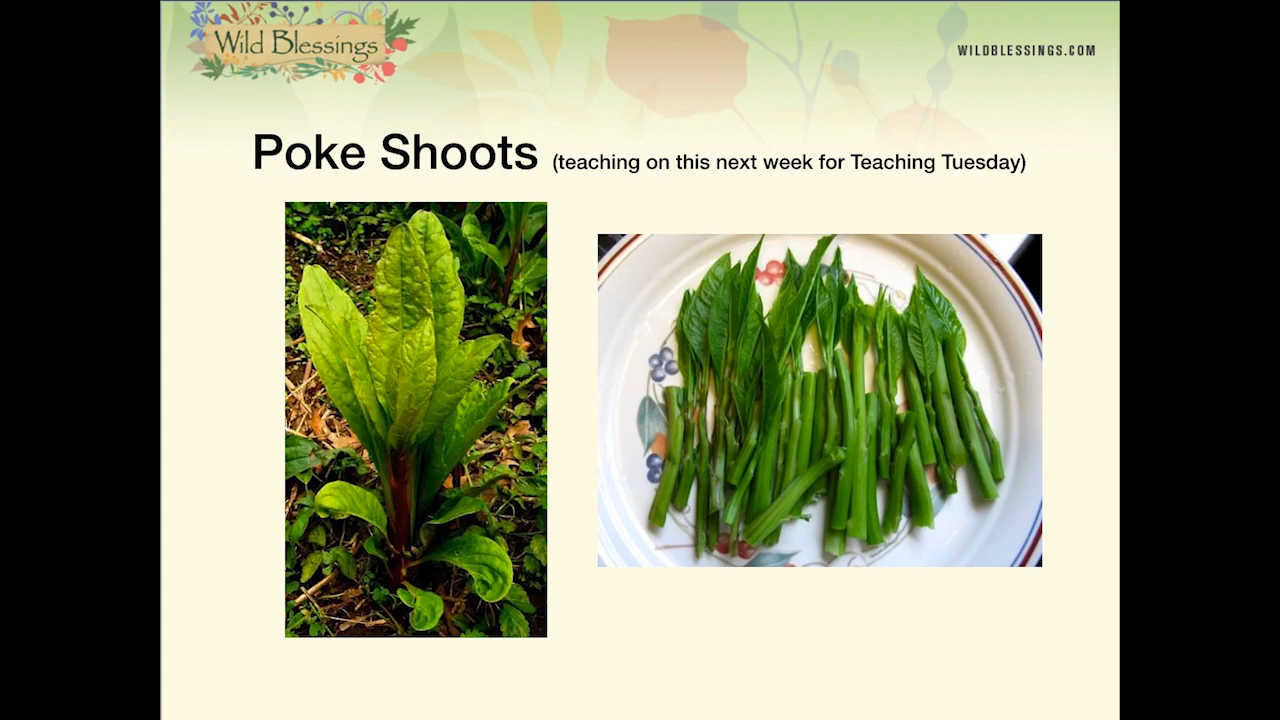 Wild Blessings
WILDBLESSINGS.COM
Poke Shoots (teaching on this next week for Teaching Tuesday)